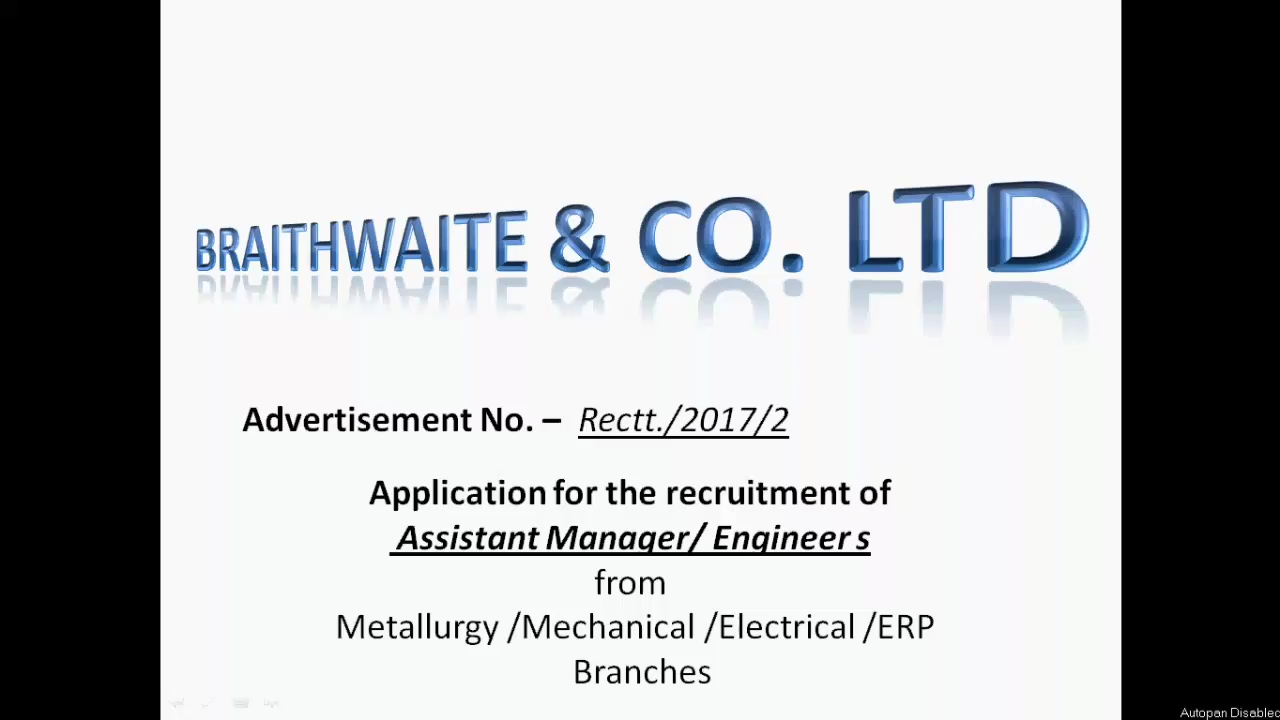 BRAITHWAITE & CO. LTD
Advertisement No. – Rectt./2017/2
Application for the recruitment of
Assistant Manager/ Engineer s
from
Metallurgy /Mechanical /Electrical /ERP
Branches
Autopan Disabled